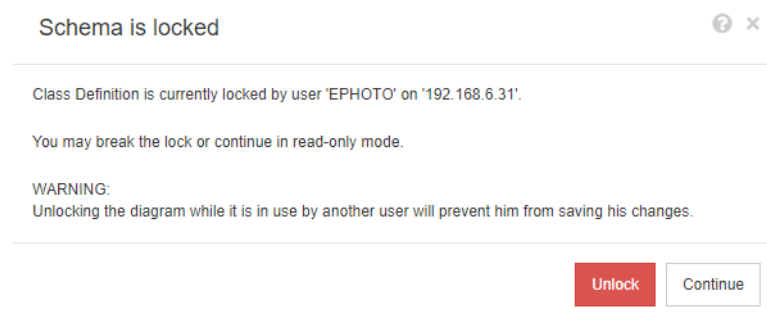 Schema is locked
Class Definition is currently locked by user 'EPHOTO' on '192.168.6.31'.
You may break the lock or continue in read-only mode.
WARNING:
Unlocking the diagram while it is in use by another user will prevent him from saving his changes.
Unlock
Continue